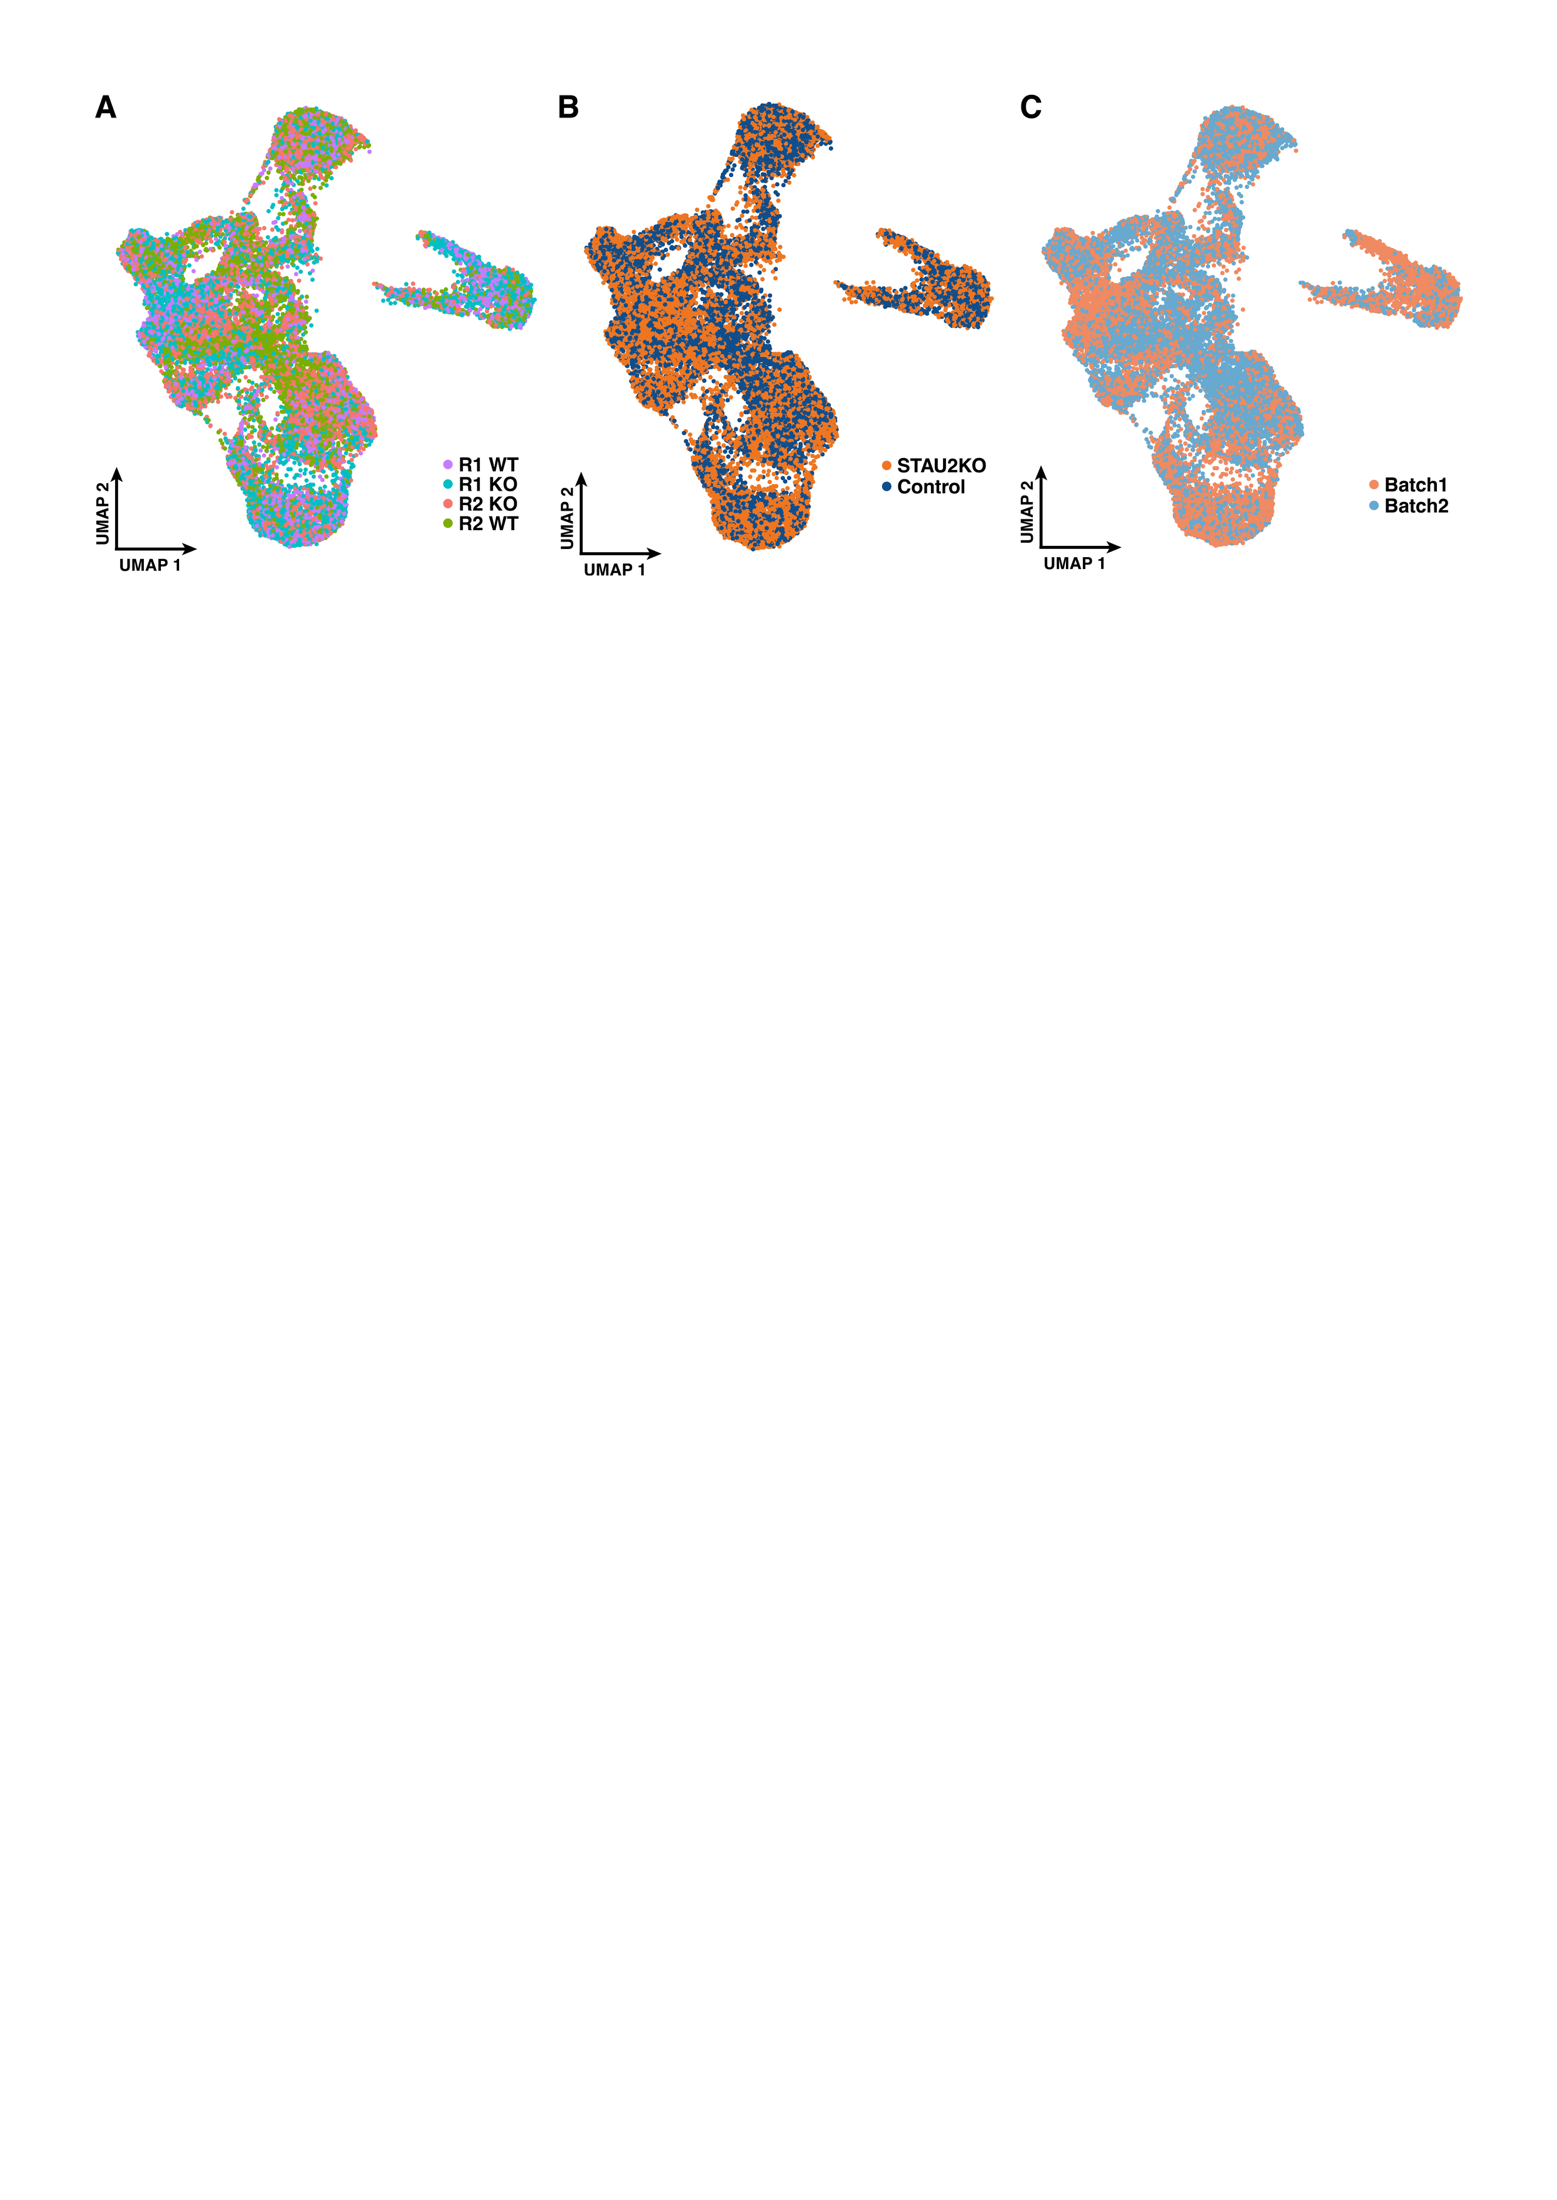 A
UMAP 2
UMAP 1
R1 WT
R1 KO
R2 KO
R2 WT
B
UMAP 2
UMAP 1
STAU2KO
Control
C
UMAP 2
UMAP 1
Batch1
Batch2